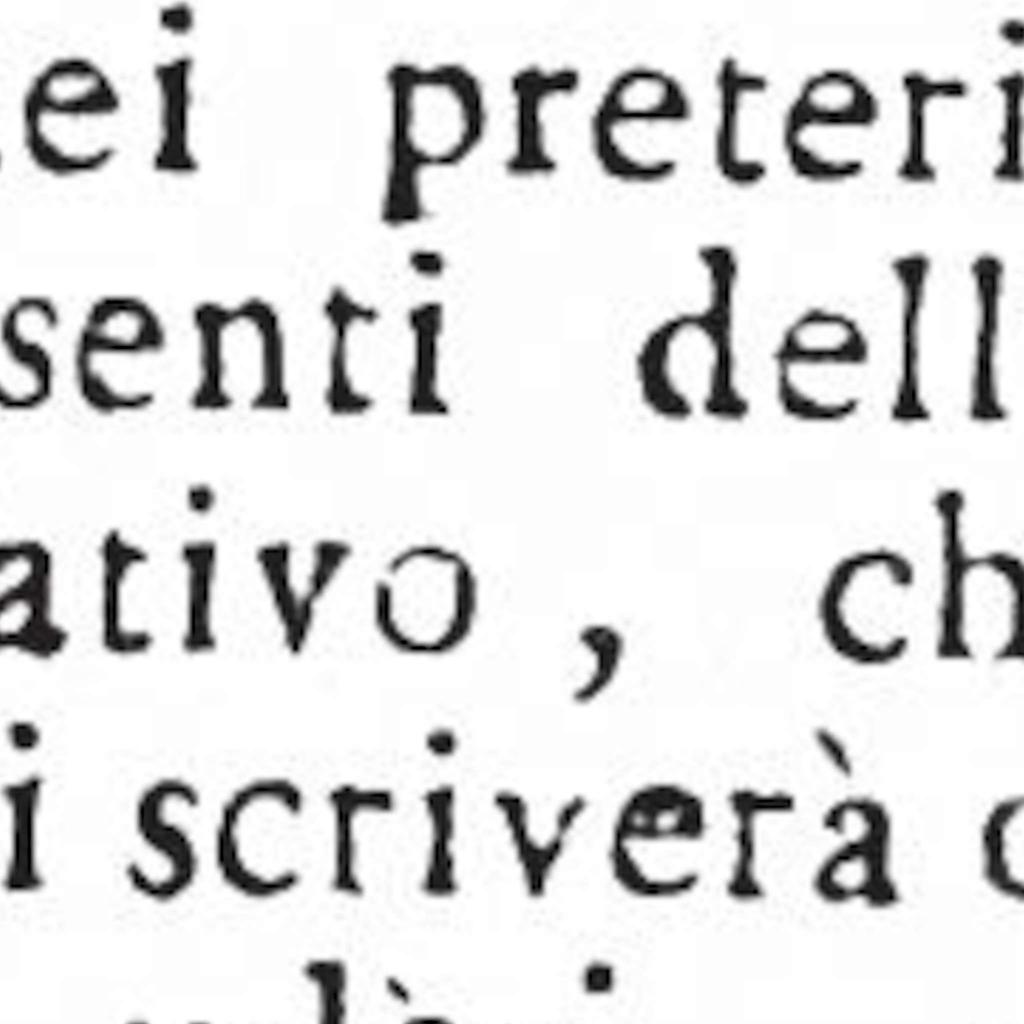 ei preteri
senti dell
ativo , ch
i scriverà